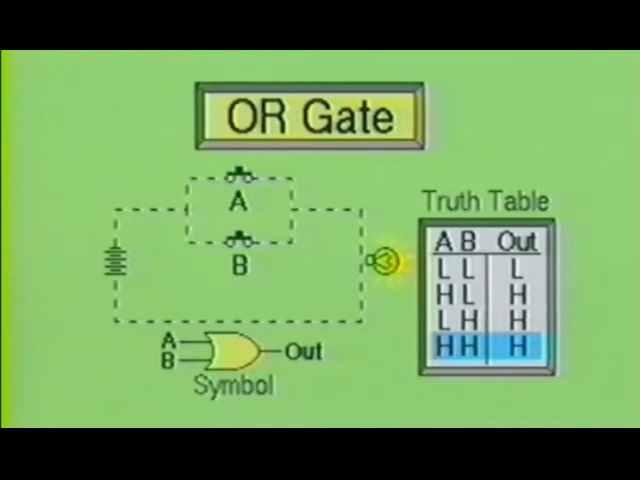 OR Gate
A
B
Truth Table
A B Out
L L L
H L H
L H H
H H H
A
B
Out
Symbol